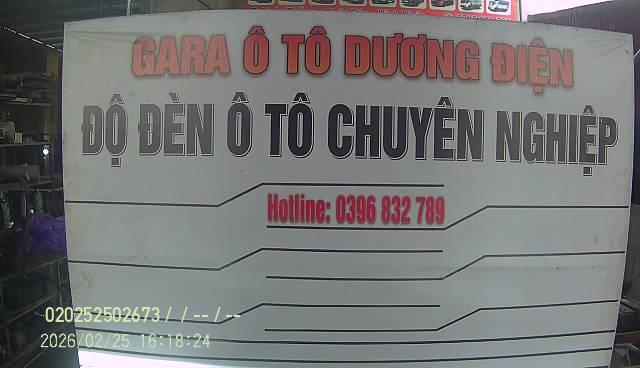 GARA Ô TÔ DƯƠNG ĐIỆN
ĐỘ ĐÈN Ô TÔ CHUYÊN NGHIỆP
Hotline: 0396 832 789
020252502673/ / -- / --
2026/02/25 16:18:24